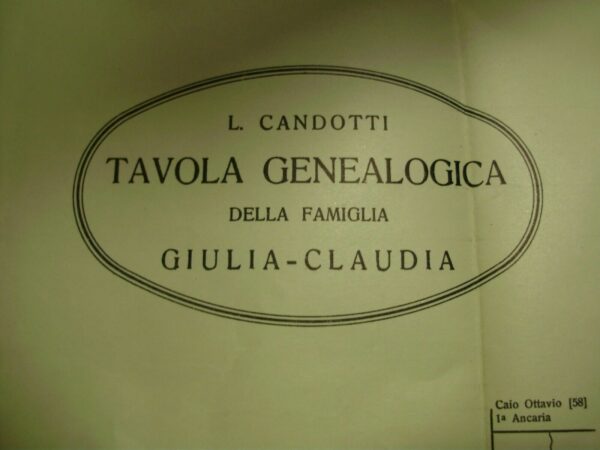 L. CANDOTTI
TAVOLA GENEALOGICA
DELLA FAMIGLIA
GIULIA-CLAUDIA
Caio Ottavio [58]
1ª Ancaria